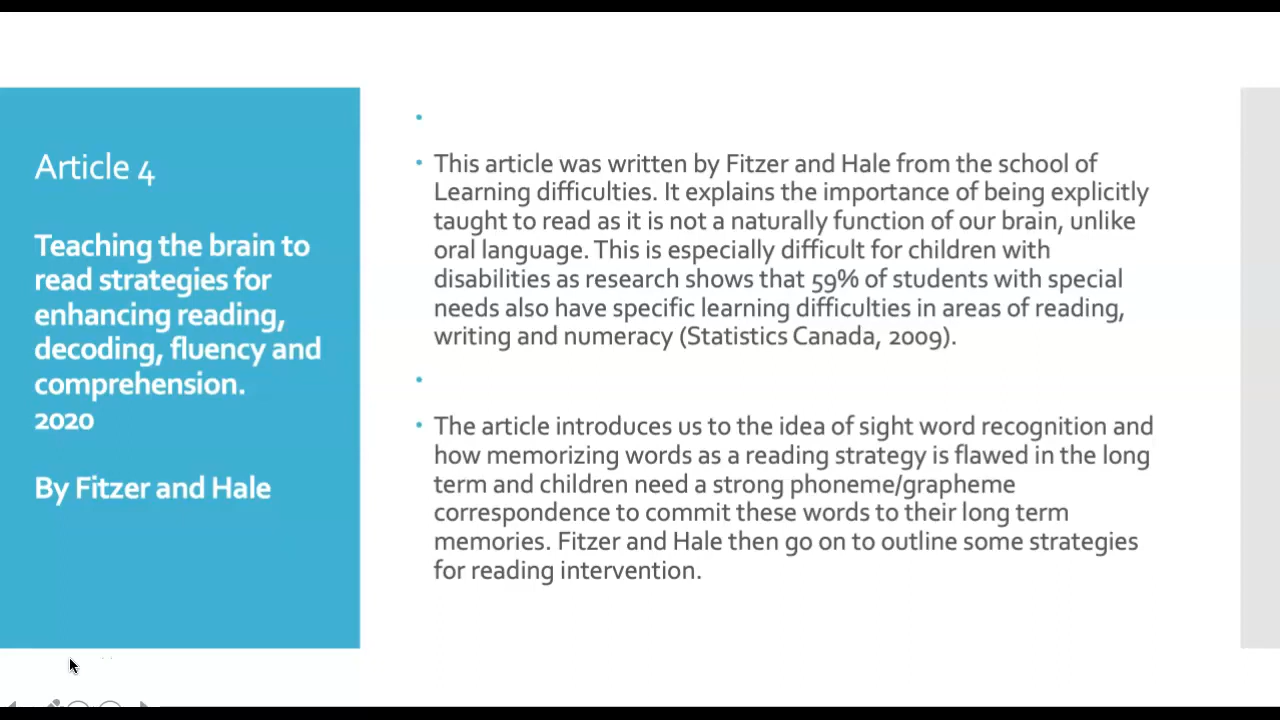 Article 4
Teaching the brain to
read strategies for
enhancing reading,
decoding, fluency and
comprehension.
2020
By Fitzer and Hale
This article was written by Fitzer and Hale from the school of
Learning difficulties. It explains the importance of being explicitly
taught to read as it is not a naturally function of our brain, unlike
oral language. This is especially difficult for children with
disabilities as research shows that 59% of students with special
needs also have specific learning difficulties in areas of reading,
writing and numeracy (Statistics Canada, 2009).
The article introduces us to the idea of sight word recognition and
how memorizing words as a reading strategy is flawed in the long
term and children need a strong phoneme/grapheme
correspondence to commit these words to their long term
memories. Fitzer and Hale then go on to outline some strategies
for reading intervention.